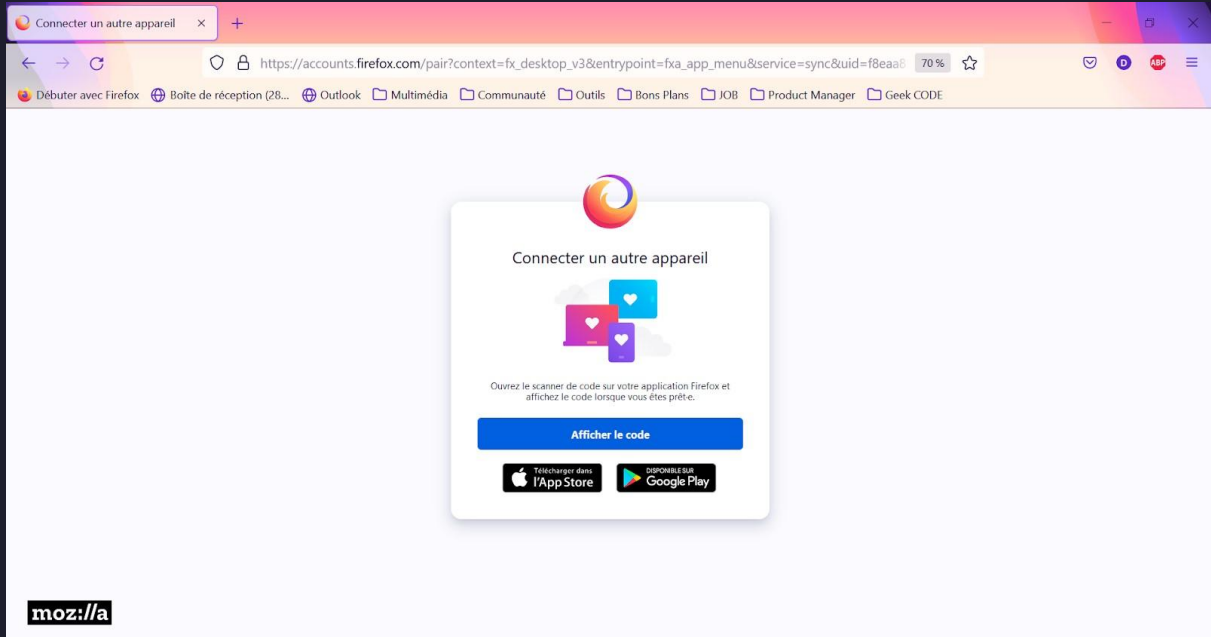 Connecter un autre appareil
https://accounts.firefox.com/pair?context=fx_desktop_v3&entrypoint=fxa_app_menu&service=sync&uid=f8eaa8 70 % D ABP
Débuter avec Firefox Boîte de réception (28... Outlook Multimédia Communauté Outils Bons Plans JOB Product Manager Geek CODE
Connecter un autre appareil
Ouvrez le scanner de code sur votre application Firefox et
affichez le code lorsque vous êtes prêt·e.
Afficher le code
Télécharger dans
l'App Store
DISPONIBLE SUR
Google Play
moz://a